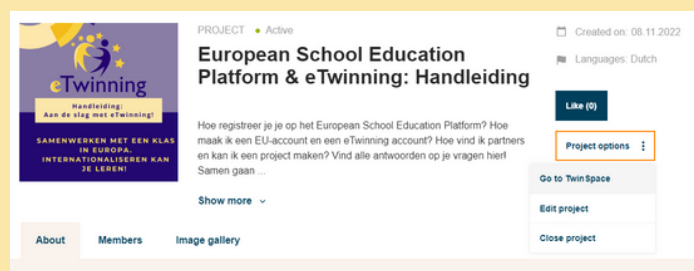 eTwinning
Handleiding:
Aan de slag met eTwinning!
SAMENWERKEN MET EEN KLAS
IN EUROPA.
INTERNATIONALISEREN KAN
JE LEREN!
PROJECT • Active
European School Education
Platform & eTwinning: Handleiding
Hoe registreer je je op het European School Education Platform? Hoe
maak ik een EU-account en een eTwinning account? Hoe vind ik partners
en kan ik een project maken? Vind alle antwoorden op je vragen hier!
Samen gaan ...
Show more
Created on: 08.11.2022
Languages: Dutch
Like (0)
Project options
Go to TwinSpace
Edit project
Close project
About
Members
Image gallery